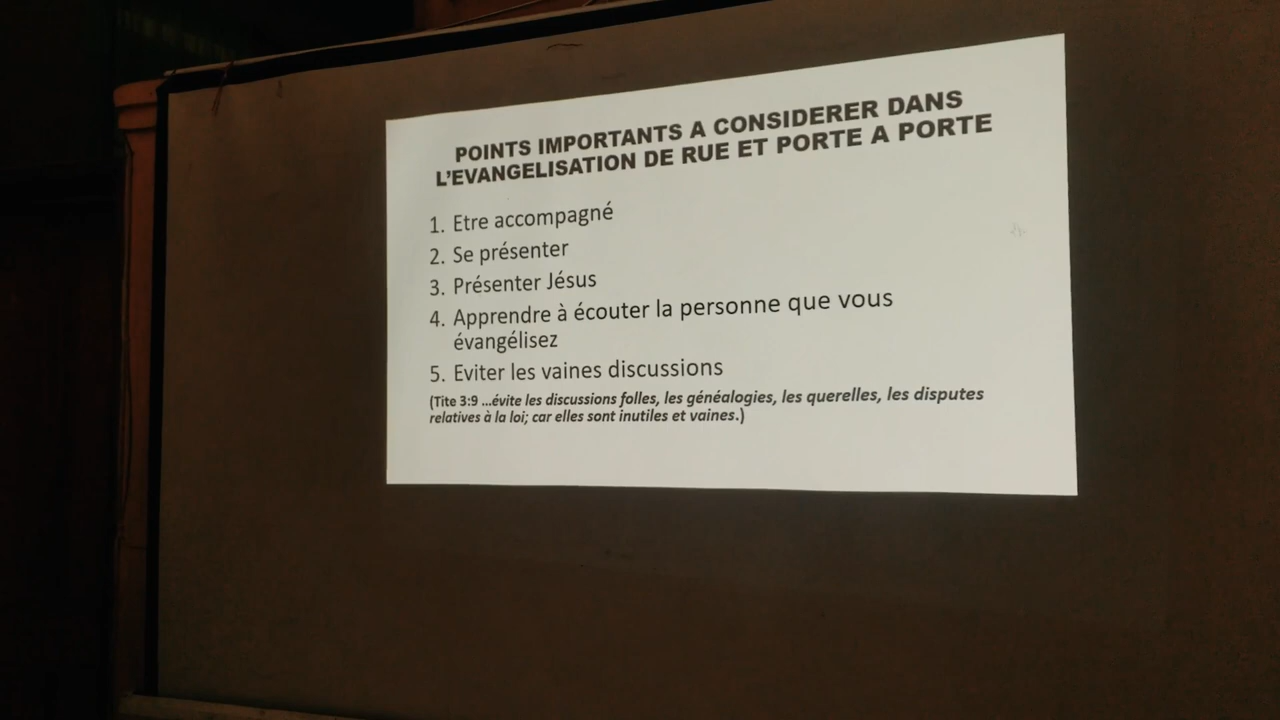 POINTS IMPORTANTS A CONSIDERER DANS
L'EVANGELISATION DE RUE ET PORTE A PORTE
1. Etre accompagné
2. Se présenter
3. Présenter Jésus
4. Apprendre à écouter la personne que vous
évangélisez
5. Eviter les vaines discussions
(Tite 3:9 ...évite les discussions folles, les généalogies, les querelles, les disputes
relatives à la loi; car elles sont inutiles et vaines.)